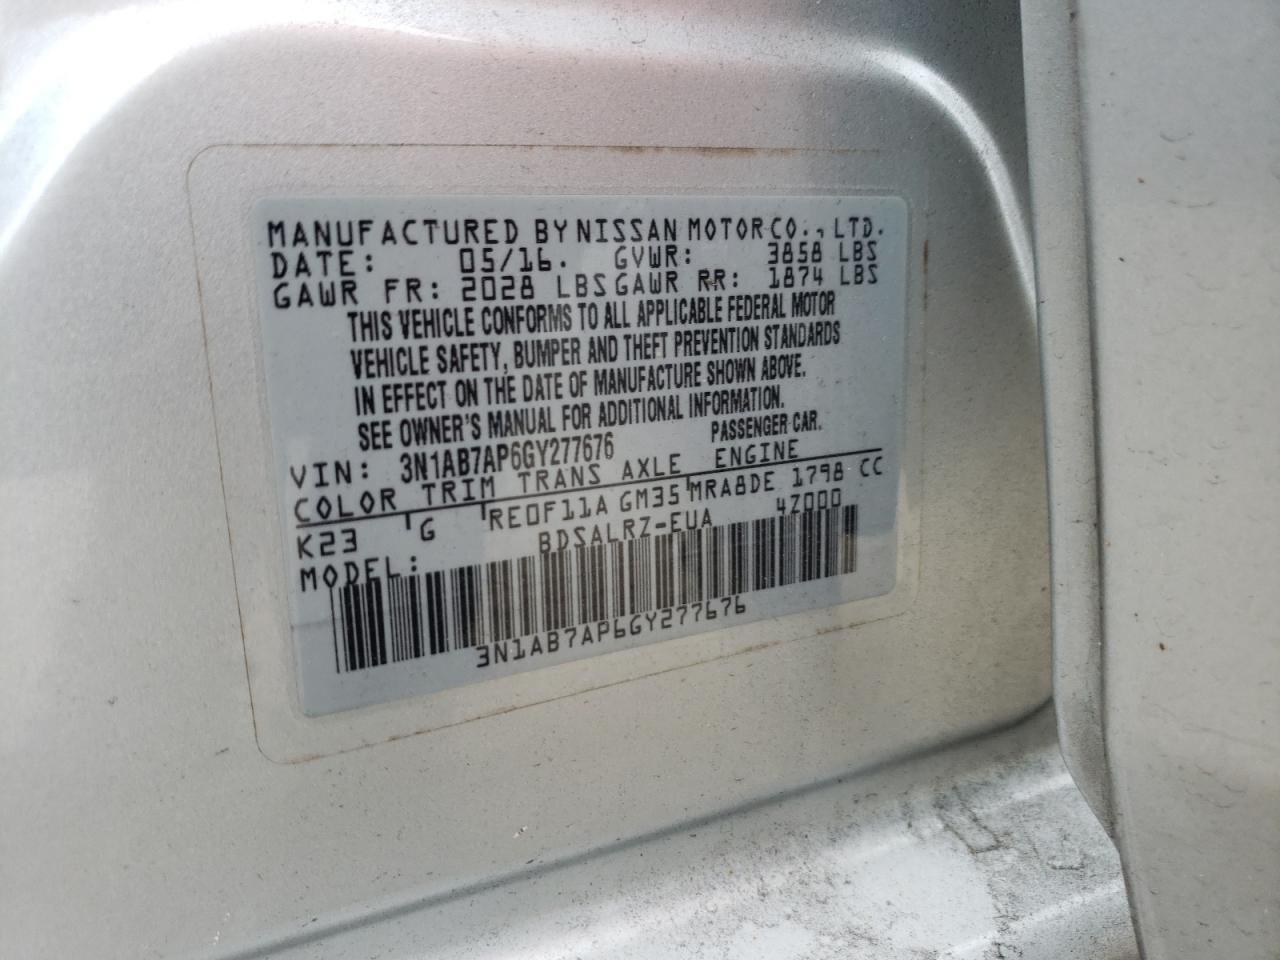 MANUFACTURED BY NISSAN MOTOR CO., LTD.
DATE: 05/16. GVWR: 3858 LBS
GAWR FR: 2028 LBS GAWR RR: 1874 LBS
THIS VEHICLE CONFORMS TO ALL APPLICABLE FEDERAL MOTOR
VEHICLE SAFETY, BUMPER AND THEFT PREVENTION STANDARDS
IN EFFECT ON THE DATE OF MANUFACTURE SHOWN ABOVE.
SEE OWNER'S MANUAL FOR ADDITIONAL INFORMATION.
VIN: 3N1AB7AP6GY277676 PASSENGER CAR.
COLOR TRIM TRANS AXLE ENGINE
K23 G RE0F11A GM35 MRA8DE 1798 CC
MODEL: BDSALRZ-EUA 4Z000
3N1AB7AP6GY277676